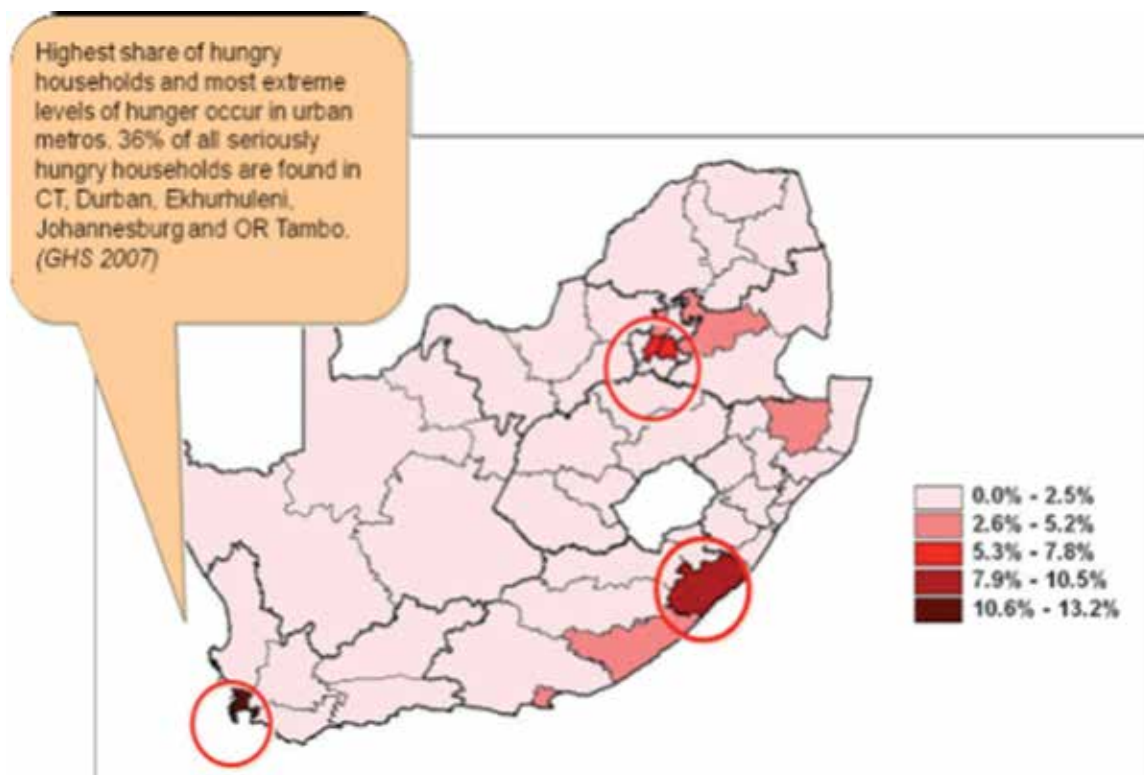 Highest share of hungry
households and most extreme
levels of hunger occur in urban
metros. 36% of all seriously
hungry households are found in
CT, Durban, Ekhurhuleni,
Johannesburg and OR Tambo.
(GHS 2007)
0.0% - 2.5%
2.6% - 5.2%
5.3% - 7.8%
7.9% - 10.5%
10.6% - 13.2%